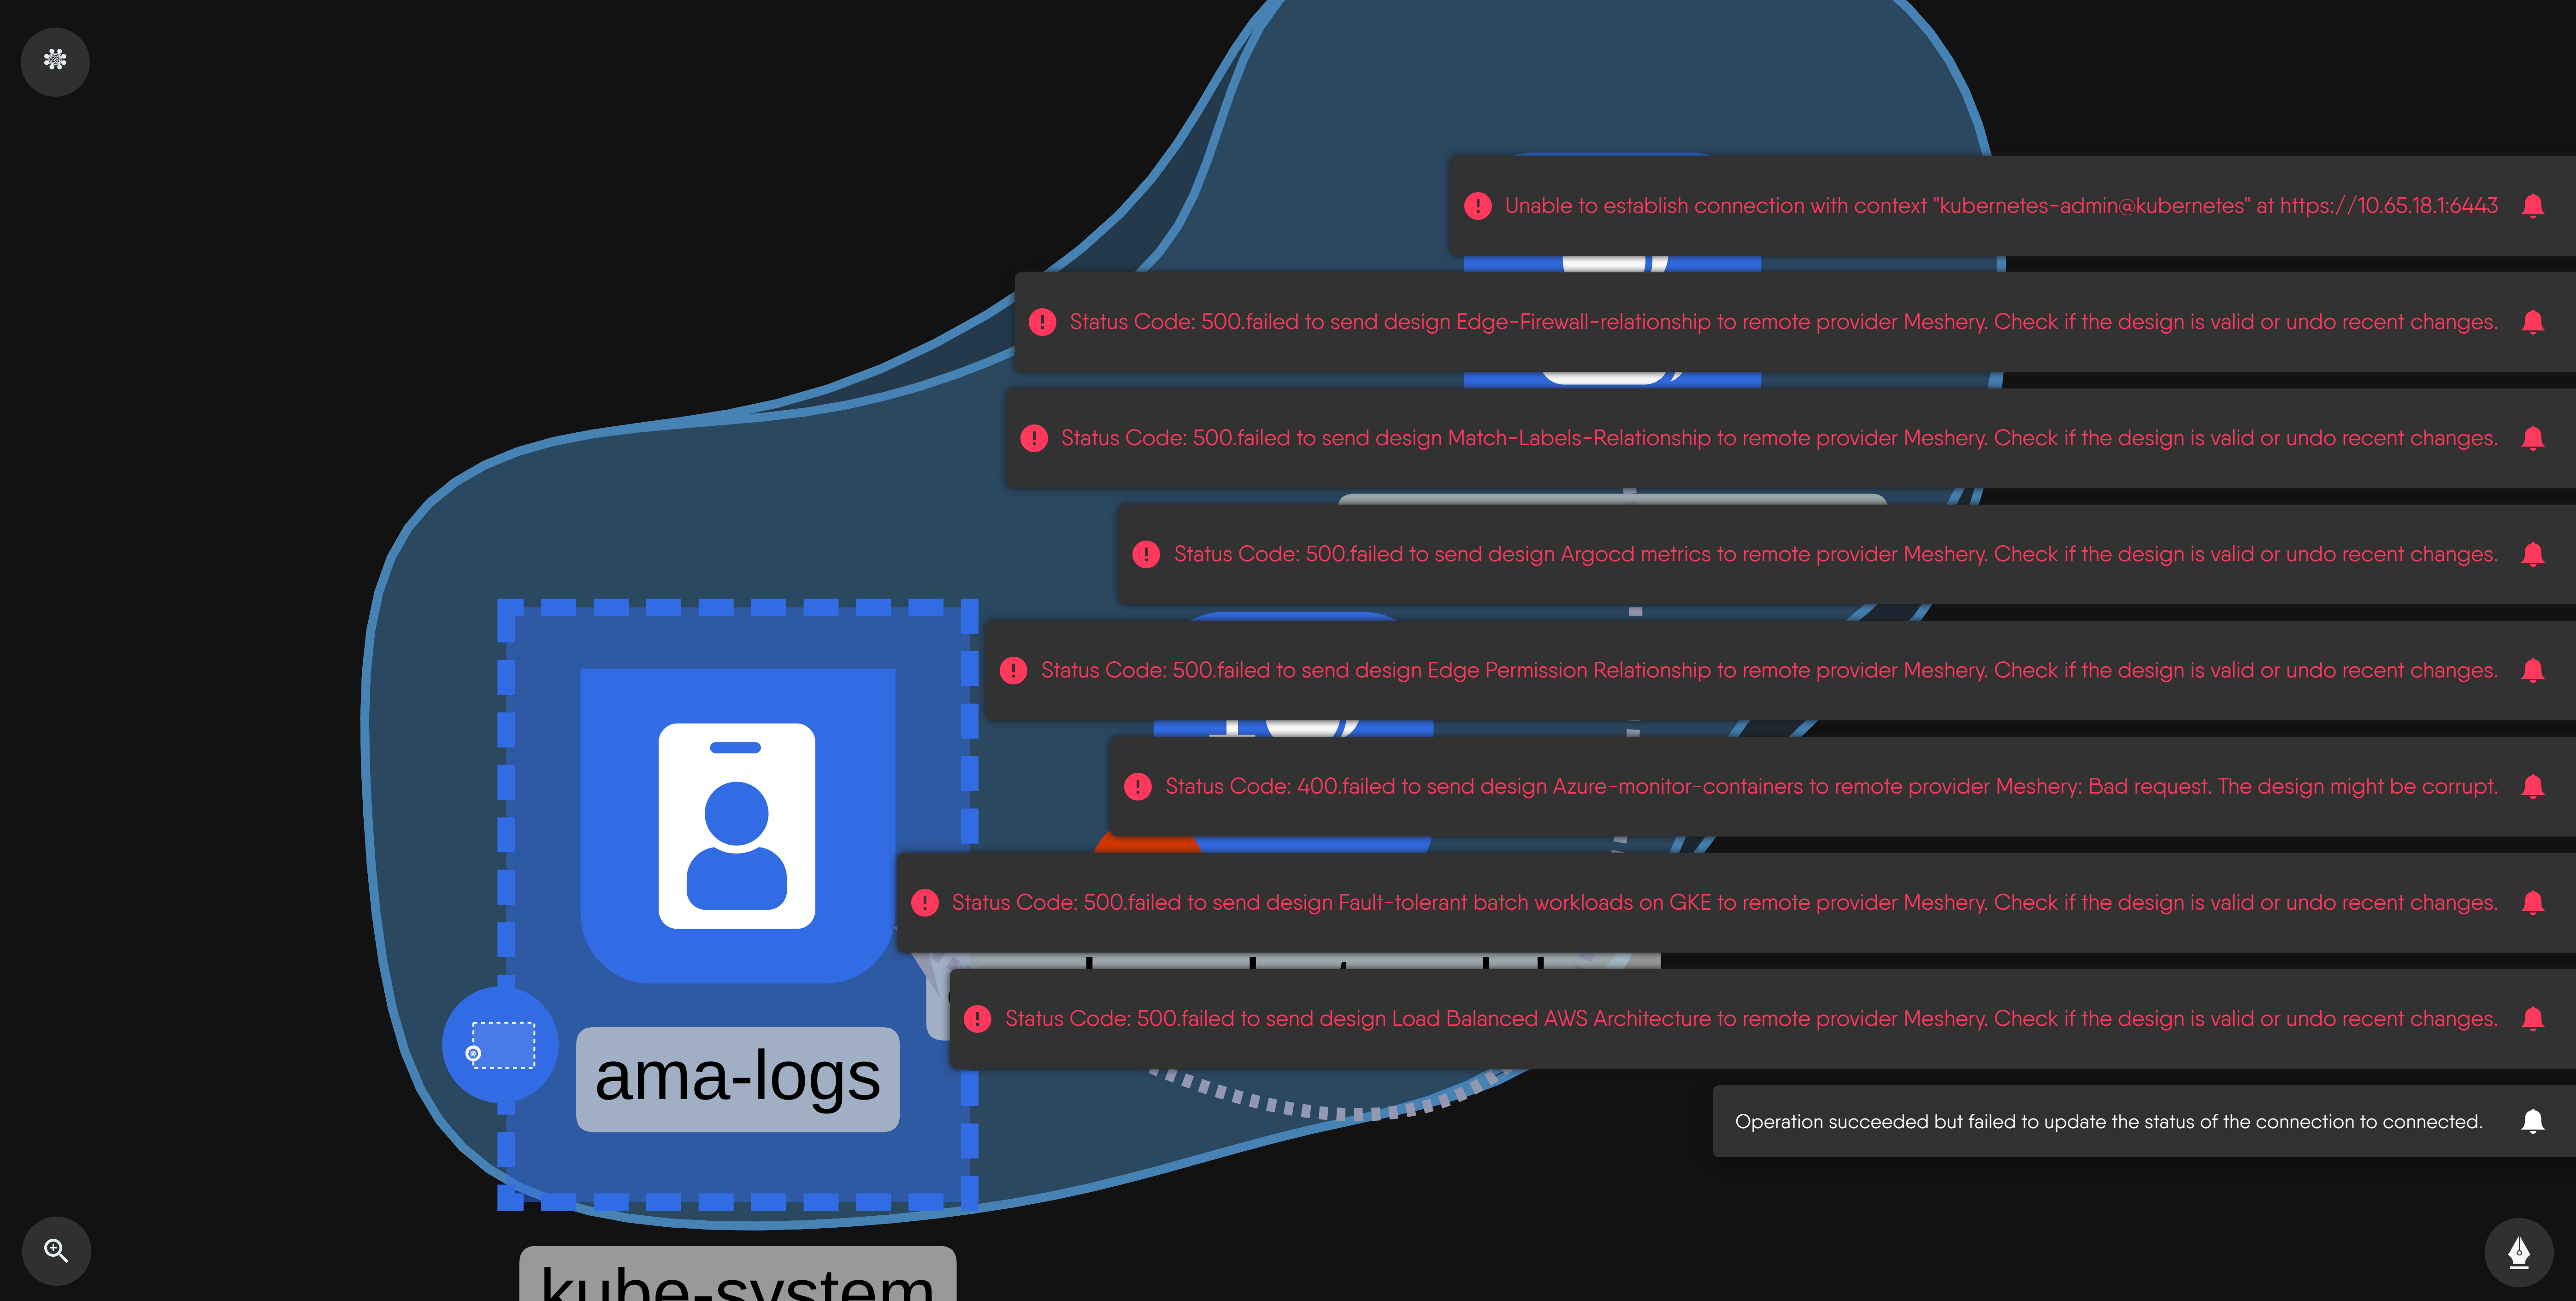 Unable to establish connection with context "kubernetes-admin@kubernetes" at https://10.65.18.1:6443
Status Code: 500.failed to send design Edge-Firewall-relationship to remote provider Meshery. Check if the design is valid or undo recent changes.
Status Code: 500.failed to send design Match-Labels-Relationship to remote provider Meshery. Check if the design is valid or undo recent changes.
Status Code: 500.failed to send design Argocd metrics to remote provider Meshery. Check if the design is valid or undo recent changes.
Status Code: 500.failed to send design Edge Permission Relationship to remote provider Meshery. Check if the design is valid or undo recent changes.
Status Code: 400.failed to send design Azure-monitor-containers to remote provider Meshery: Bad request. The design might be corrupt.
Status Code: 500.failed to send design Fault-tolerant batch workloads on GKE to remote provider Meshery. Check if the design is valid or undo recent changes.
Status Code: 500.failed to send design Load Balanced AWS Architecture to remote provider Meshery. Check if the design is valid or undo recent changes.
ama-logs
Operation succeeded but failed to update the status of the connection to connected.
kube-system